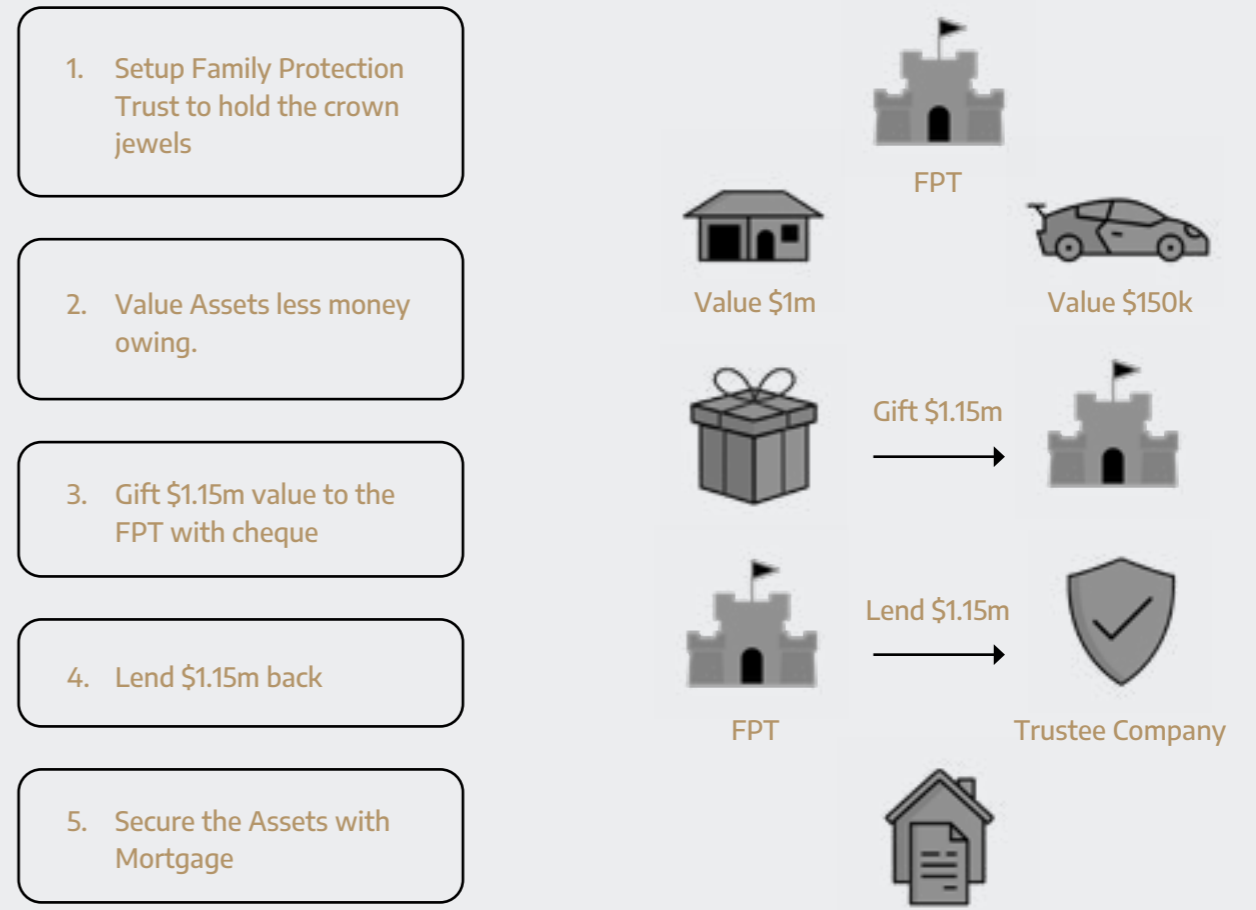 1. Setup Family Protection
Trust to hold the crown
jewels
FPT
Value $1m
Value $150k
2. Value Assets less money
owing.
3. Gift $1.15m value to the
FPT with cheque
Gift $1.15m
4. Lend $1.15m back
Lend $1.15m
FPT
Trustee Company
5. Secure the Assets with
Mortgage